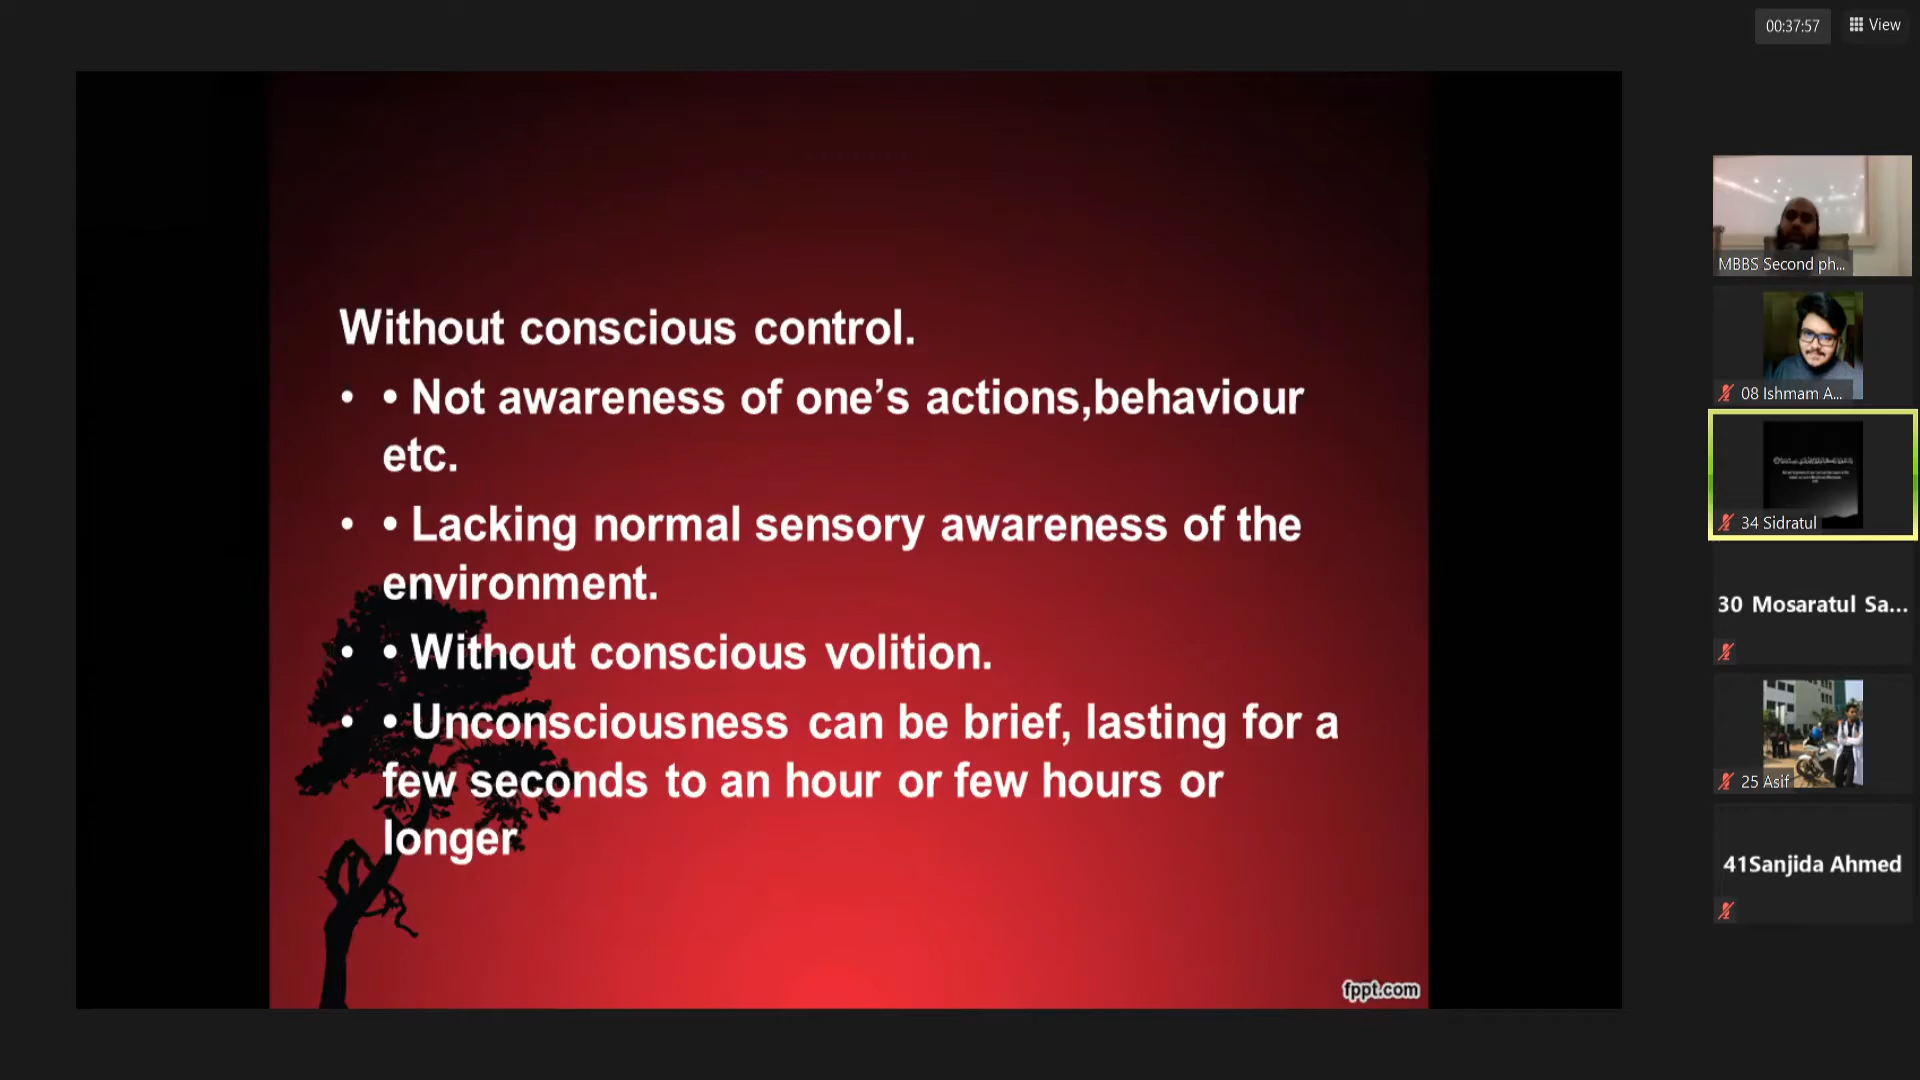 00:37:57 View
Without conscious control.
• • Not awareness of one’s actions,behaviour
etc.
• • Lacking normal sensory awareness of the
environment.
• • Without conscious volition.
• • Unconsciousness can be brief, lasting for a
few seconds to an hour or few hours or
longer
fppt.com
MBBS Second ph...
08 Ishmam A...
34 Sidratul
30 Mosaratul Sa...
25 Asif
41Sanjida Ahmed